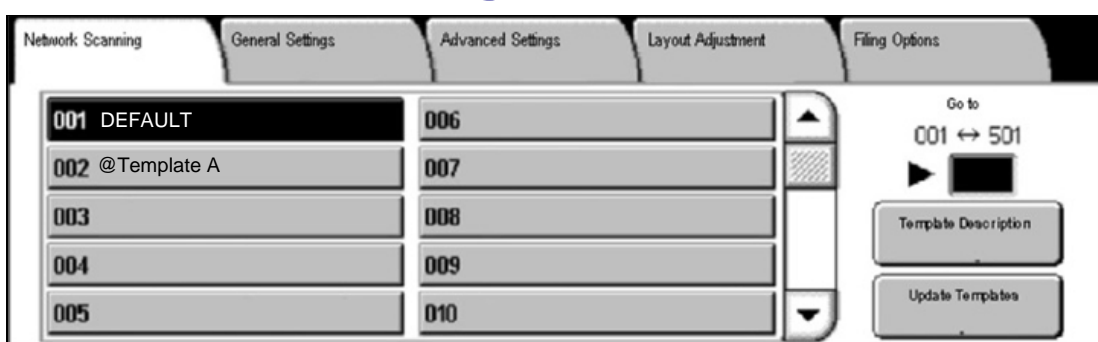 Network Scanning
General Settings
Advanced Settings
Layout Adjustment
Filing Options
001 DEFAULT
002 @Template A
003
004
005
006
007
008
009
010
Go to
001 ↔ 501
Template Description
Update Templates